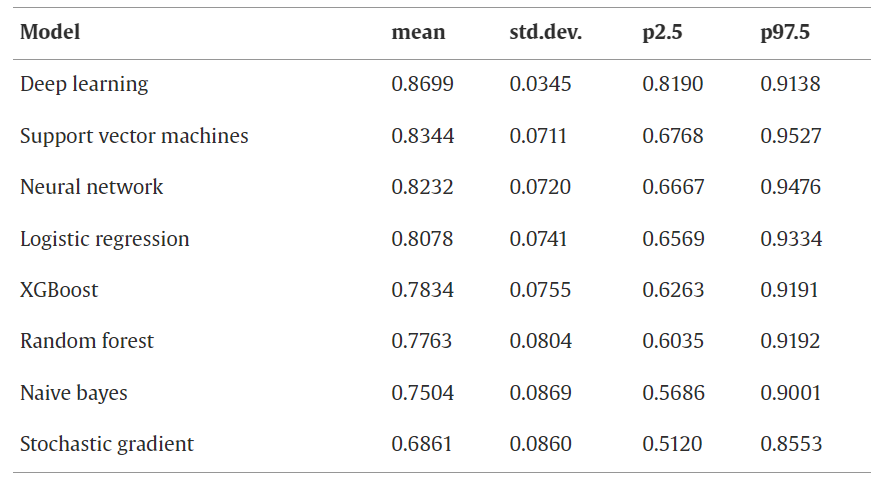 Model mean std.dev. p2.5 p97.5
Deep learning 0.8699 0.0345 0.8190 0.9138
Support vector machines 0.8344 0.0711 0.6768 0.9527
Neural network 0.8232 0.0720 0.6667 0.9476
Logistic regression 0.8078 0.0741 0.6569 0.9334
XGBoost 0.7834 0.0755 0.6263 0.9191
Random forest 0.7763 0.0804 0.6035 0.9192
Naive bayes 0.7504 0.0869 0.5686 0.9001
Stochastic gradient 0.6861 0.0860 0.5120 0.8553